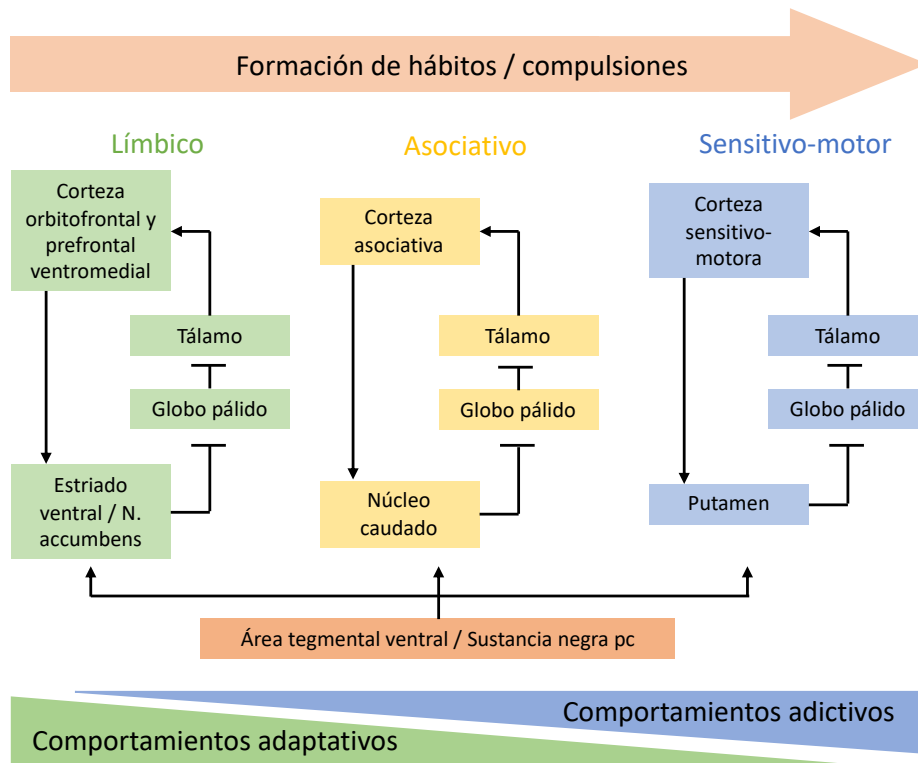 Formación de hábitos / compulsiones
Límbico
Asociativo
Sensitivo-motor
Corteza
orbitofrontal y
prefrontal
ventromedial
Tálamo
Globo pálido
Estriado
ventral / N.
accumbens
Corteza
asociativa
Tálamo
Globo pálido
Núcleo
caudado
Corteza
sensitivo-
motora
Tálamo
Globo pálido
Putamen
Área tegmental ventral / Sustancia negra pc
Comportamientos adictivos
Comportamientos adaptativos